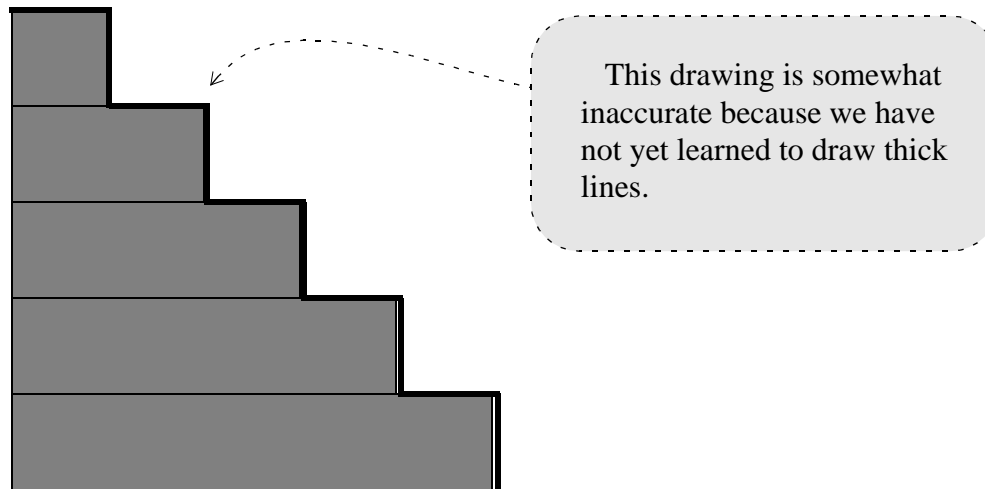 This drawing is somewhat
inaccurate because we have
not yet learned to draw thick
lines.